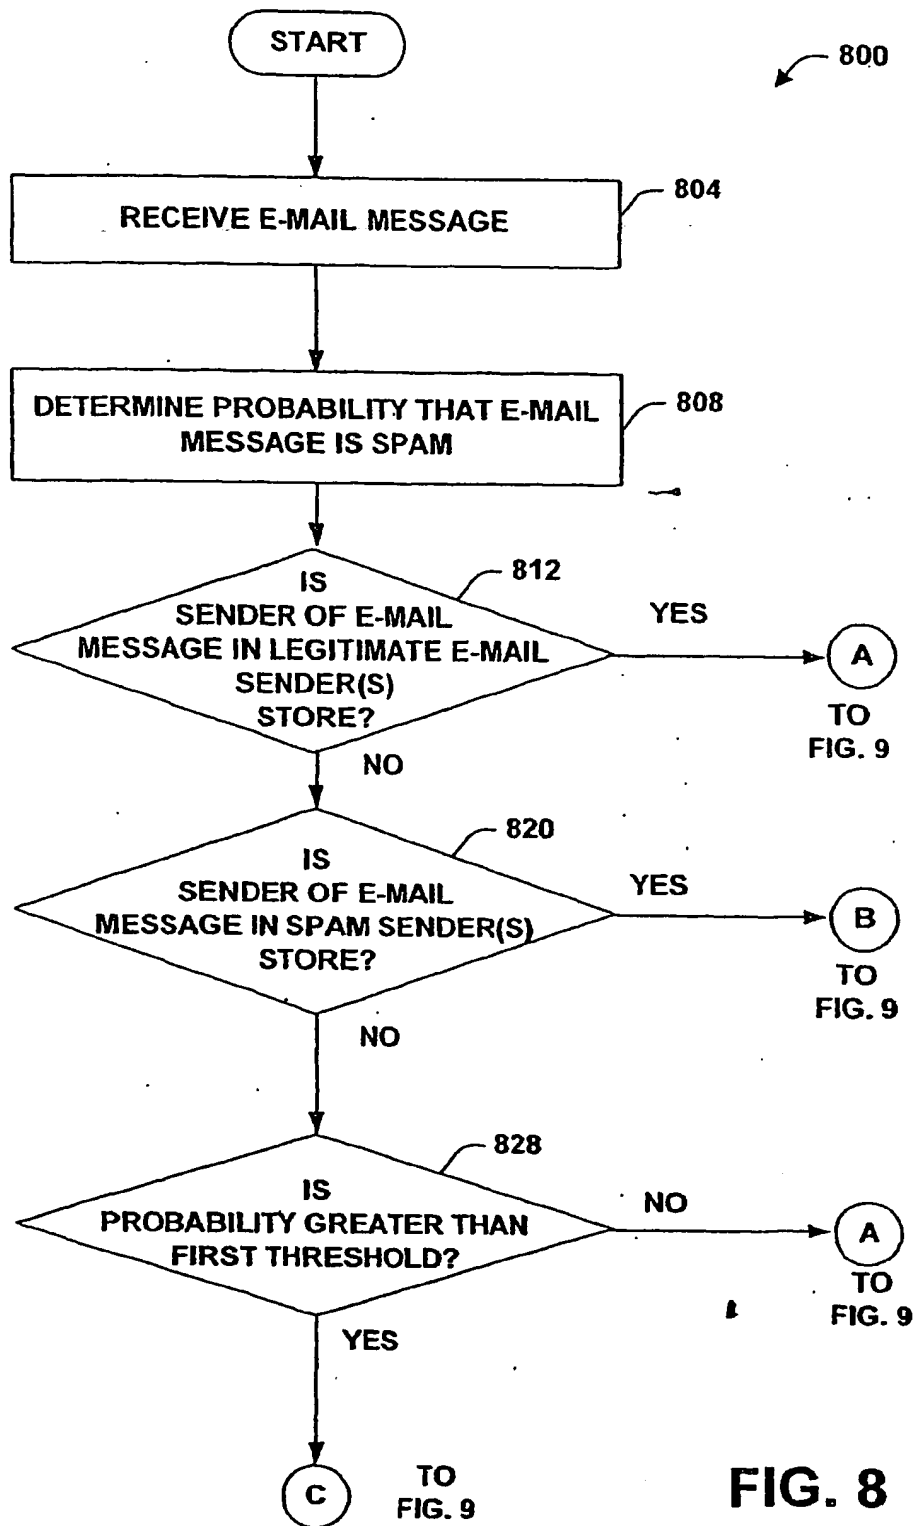 START
800
RECEIVE E-MAIL MESSAGE
804
DETERMINE PROBABILITY THAT E-MAIL
MESSAGE IS SPAM
808
IS
SENDER OF E-MAIL
MESSAGE IN LEGITIMATE E-MAIL
SENDER(S)
STORE?
812
YES
A
TO
FIG. 9
NO
IS
SENDER OF E-MAIL
MESSAGE IN SPAM SENDER(S)
STORE?
820
YES
B
TO
FIG. 9
NO
IS
PROBABILITY GREATER THAN
FIRST THRESHOLD?
828
NO
A
TO
FIG. 9
YES
C
TO
FIG. 9
FIG. 8